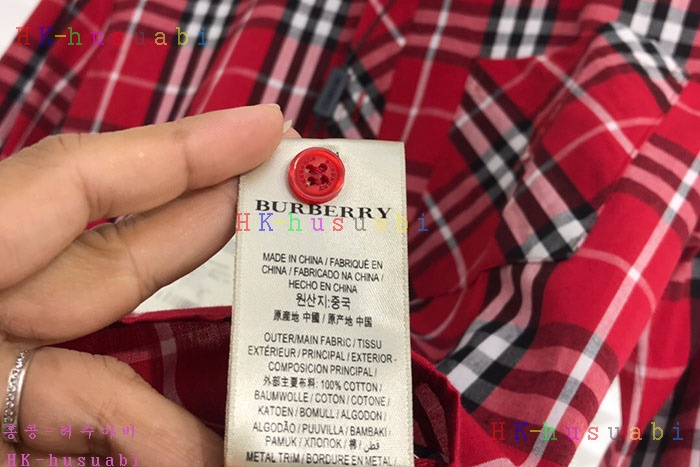 HK-husuabi
BURBERRY
HK-husuabi
MADE IN CHINA / FABRIQUÉ EN
CHINA / FABRICADO NA CHINA /
HECHO EN CHINA
원산지:중국
原産地 中國 / 原产地 中国
OUTER/MAIN FABRIC / TISSU
EXTÉRIEUR / PRINCIPAL / EXTERIOR-
COMPOSICIÓN PRINCIPAL /
外部主要布料: 100% COTTON /
BAUMWOLLE / COTON / COTONE /
KATOEN / BOMULL / ALGODON /
ALGODÃO / PUUVILLA / BAMBAKI /
PAMUK / ХЛОПОК / 棉 / قطن
METAL TRIM / BORDURE EN METAL /
홍콩-허수아비
HK-husuabi
HK-husuabi